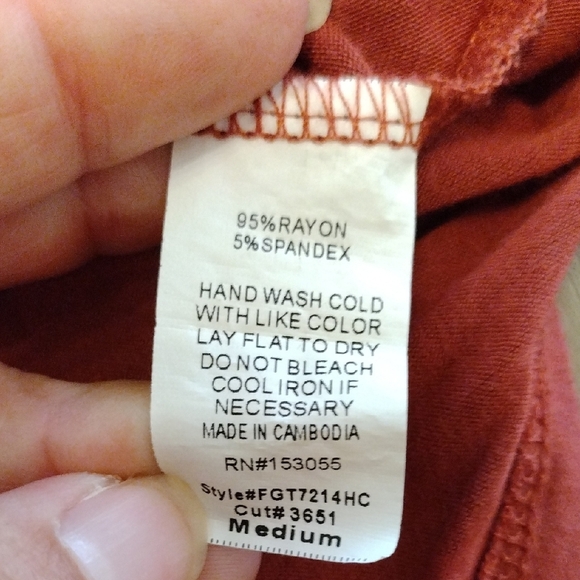 95%RAYON
5%SPANDEX
HAND WASH COLD
WITH LIKE COLOR
LAY FLAT TO DRY
DO NOT BLEACH
COOL IRON IF
NECESSARY
MADE IN CAMBODIA
RN#153055
Style#FGT7214HC
Cut# 3651
Medium